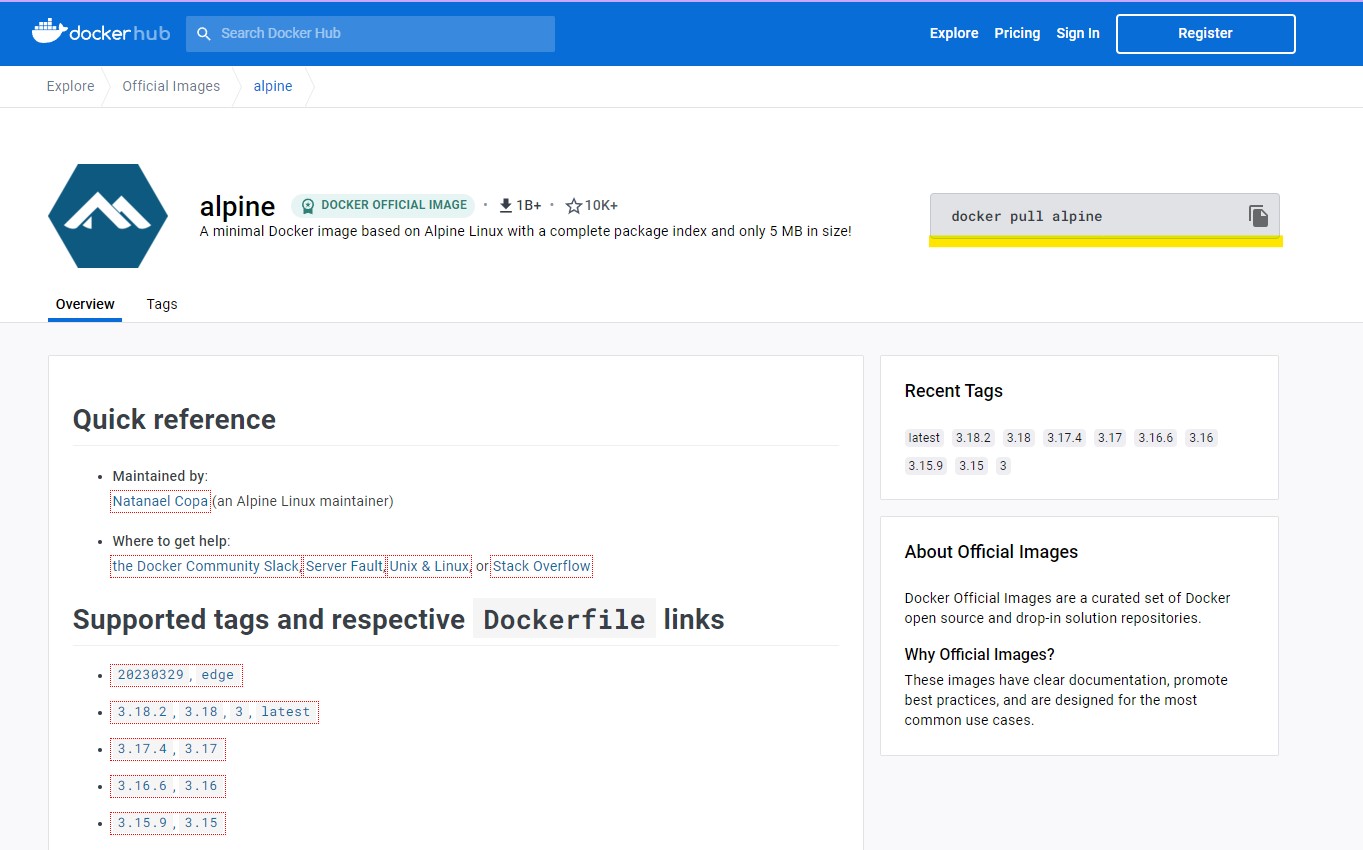 docker hub
Search Docker Hub
Explore
Pricing
Sign In
Register
Explore
Official Images
alpine
alpine
DOCKER OFFICIAL IMAGE
1B+
10K+
A minimal Docker image based on Alpine Linux with a complete package index and only 5 MB in size!
docker pull alpine
Overview
Tags
Quick reference
• Maintained by:
Natanael Copa (an Alpine Linux maintainer)
• Where to get help:
the Docker Community Slack, Server Fault, Unix & Linux, or Stack Overflow
Supported tags and respective Dockerfile links
• 20230329, edge
• 3.18.2, 3.18, 3, latest
• 3.17.4, 3.17
• 3.16.6, 3.16
• 3.15.9, 3.15
Recent Tags
latest 3.18.2 3.18 3.17.4 3.17 3.16.6 3.16
3.15.9 3.15 3
About Official Images
Docker Official Images are a curated set of Docker
open source and drop-in solution repositories.
Why Official Images?
These images have clear documentation, promote
best practices, and are designed for the most
common use cases.